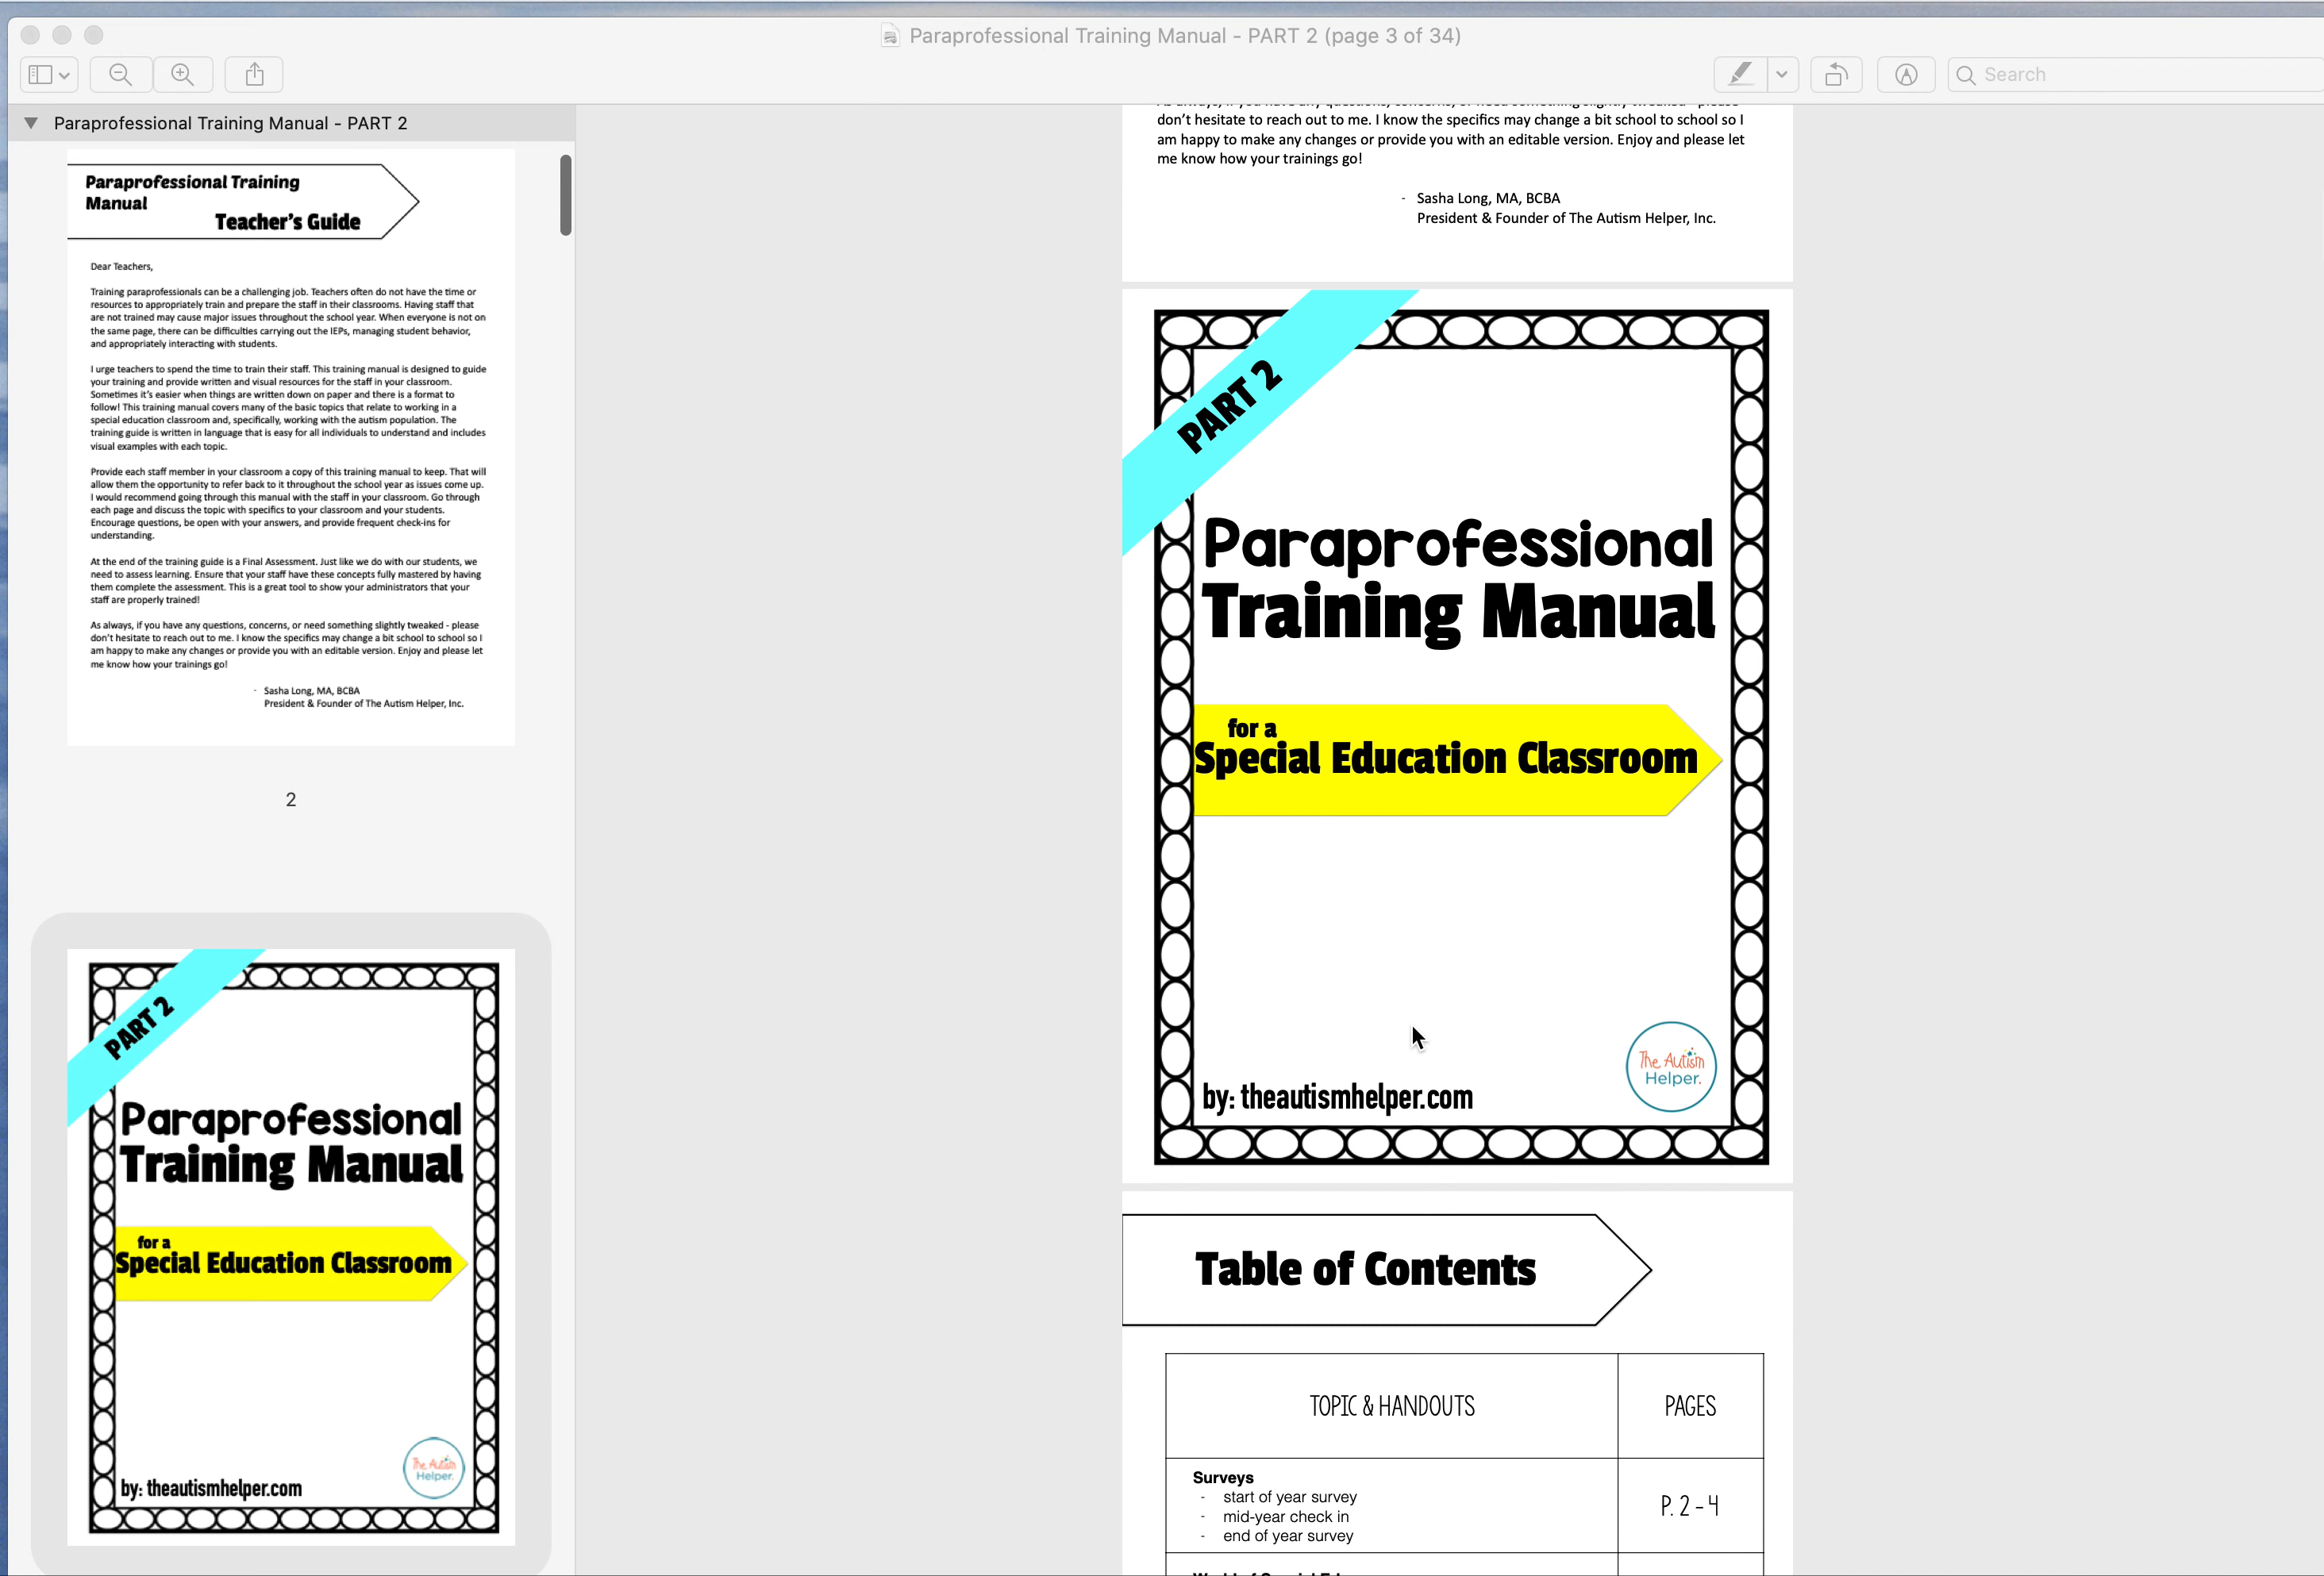 Paraprofessional Training Manual - PART 2 (page 3 of 34)
Search
Paraprofessional Training Manual - PART 2
Paraprofessional Training
Manual
Teacher's Guide
Dear Teachers,
Training paraprofessionals can be a challenging job. Teachers often do not have the time or
resources to appropriately train and prepare the staff in their classrooms. Having staff that
are not trained may cause major issues throughout the school year. When everyone is not on
the same page, there can be difficulties carrying out the IEPs, managing student behavior,
and appropriately interacting with students.
I urge teachers to spend the time to train their staff. This training manual is designed to guide
your training and provide written and visual resources for the staff in your classroom.
Sometimes it's easier when things are written down on paper and there is a format to
follow! This training manual covers many of the basic topics that relate to working in a
special education classroom and, specifically, working with the autism population. The
training guide is written in language that is easy for all individuals to understand and includes
visual examples with each topic.
Provide each staff member in your classroom a copy of this training manual to keep. That will
allow them the opportunity to refer back to it throughout the school year as issues come up.
I would recommend going through this manual with the staff in your classroom. Go through
each page and discuss the topic with specifics to your classroom and your students.
Encourage questions, be open with your answers, and provide frequent check-ins for
understanding.
At the end of the training guide is a Final Assessment. Just like we do with our students, we
need to assess learning. Ensure that your staff have these concepts fully mastered by having
them complete the assessment. This is a great tool to show your administrators that your
staff are properly trained!
As always, if you have any questions, concerns, or need something slightly tweaked - please
don't hesitate to reach out to me. I know the specifics may change a bit school to school so I
am happy to make any changes or provide you with an editable version. Enjoy and please let
me know how your trainings go!
- Sasha Long, MA, BCBA
President & Founder of The Autism Helper, Inc.
2
PART 2
Paraprofessional
Training Manual
for a
Special Education Classroom
The Autism
Helper.
by: theautismhelper.com
As always, if you have any questions, concerns, or need something slightly tweaked - please
don't hesitate to reach out to me. I know the specifics may change a bit school to school so I
am happy to make any changes or provide you with an editable version. Enjoy and please let
me know how your trainings go!
- Sasha Long, MA, BCBA
President & Founder of The Autism Helper, Inc.
PART 2
Paraprofessional
Training Manual
for a
Special Education Classroom
The Autism
Helper.
by: theautismhelper.com
Table of Contents
TOPIC & HANDOUTS PAGES
Surveys
- start of year survey
- mid-year check in
- end of year survey
P. 2 - 4